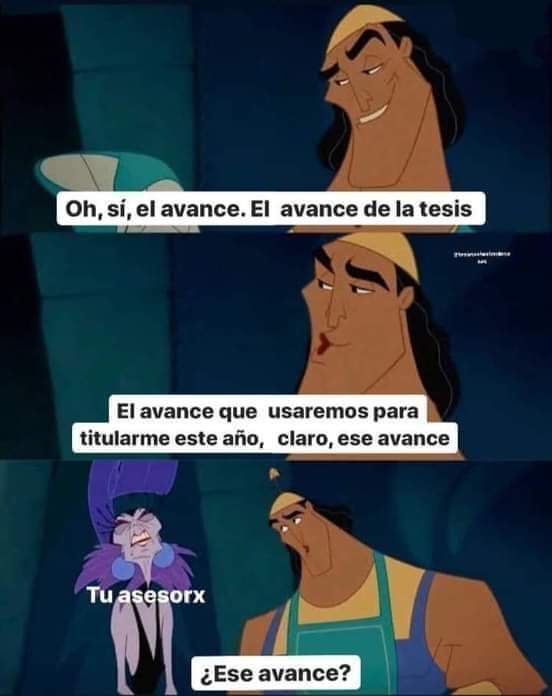 Oh, sí, el avance. El avance de la tesis
El avance que usaremos para
titularme este año, claro, ese avance
Tu asesorx
¿Ese avance?